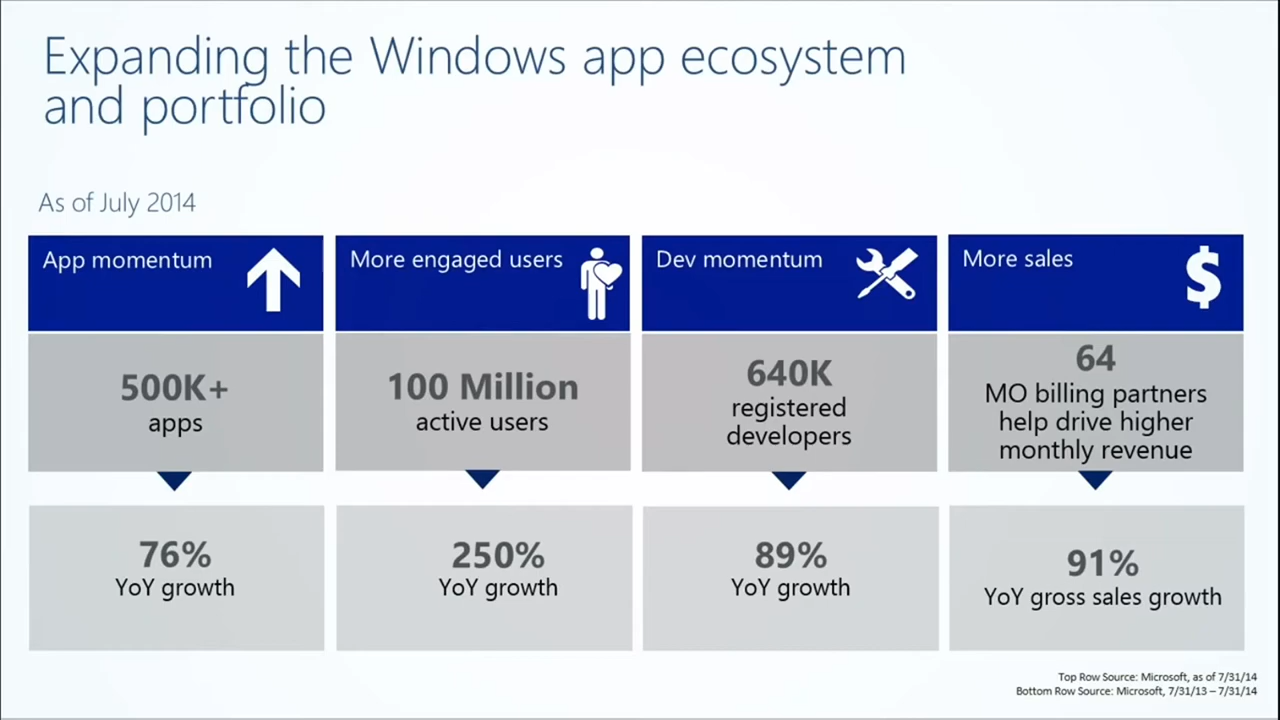 Expanding the Windows app ecosystem
and portfolio
As of July 2014
App momentum
500K+
apps
76%
YoY growth
More engaged users
100 Million
active users
250%
YoY growth
Dev momentum
640K
registered
developers
89%
YoY growth
More sales
$
64
MO billing partners
help drive higher
monthly revenue
91%
YoY gross sales growth
Top Row Source: Microsoft, as of 7/31/14
Bottom Row Source: Microsoft, 7/31/13 – 7/31/14